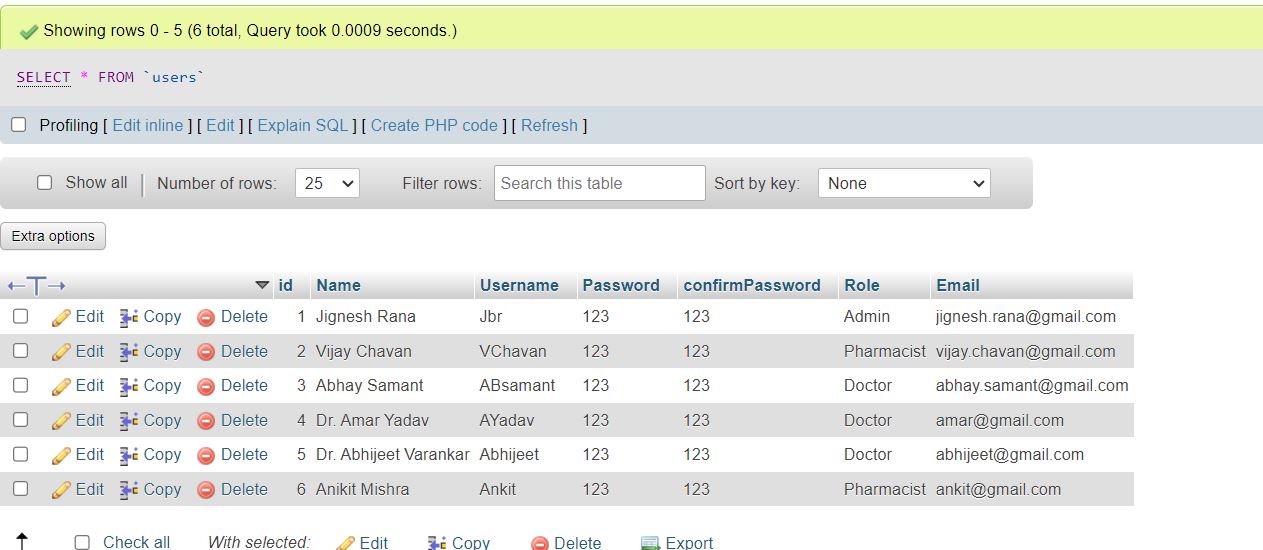 Showing rows 0 - 5 (6 total, Query took 0.0009 seconds.)
SELECT * FROM `users`
Profiling [ Edit inline ] [ Edit ] [ Explain SQL ] [ Create PHP code ] [ Refresh ]
Show all Number of rows: 25 Filter rows: Search this table Sort by key: None
Extra options
id Name Username Password confirmPassword Role Email
Edit Copy Delete 1 Jignesh Rana Jbr 123 123 Admin jignesh.rana@gmail.com
Edit Copy Delete 2 Vijay Chavan VChavan 123 123 Pharmacist vijay.chavan@gmail.com
Edit Copy Delete 3 Abhay Samant ABsamant 123 123 Doctor abhay.samant@gmail.com
Edit Copy Delete 4 Dr. Amar Yadav AYadav 123 123 Doctor amar@gmail.com
Edit Copy Delete 5 Dr. Abhijeet Varankar Abhijeet 123 123 Doctor abhijeet@gmail.com
Edit Copy Delete 6 Anikit Mishra Ankit 123 123 Pharmacist ankit@gmail.com
Check all With selected: Edit Copy Delete Export